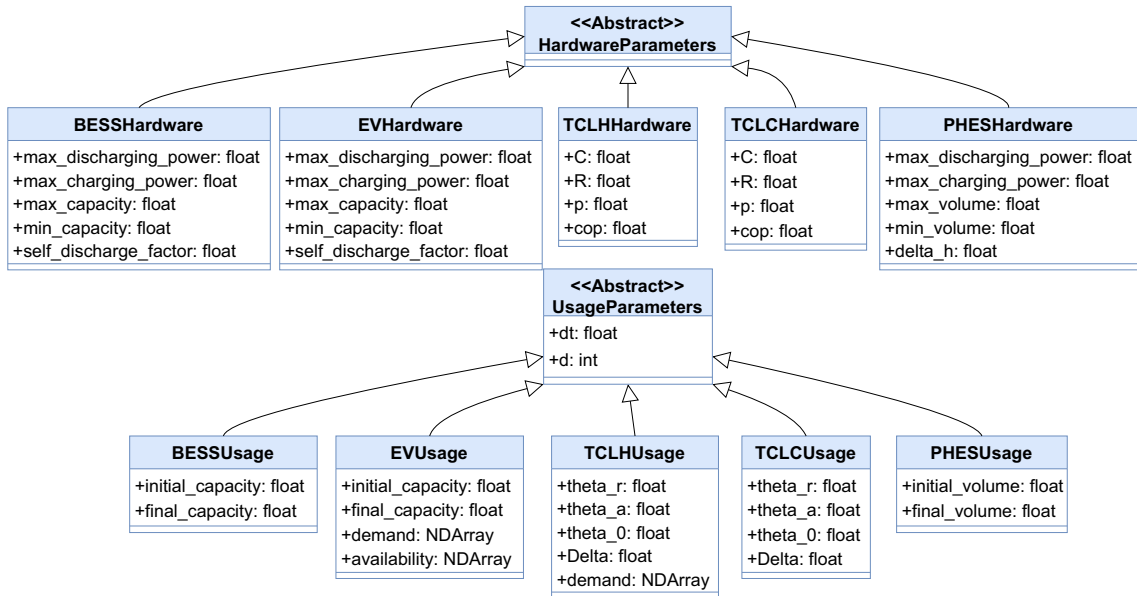 <<Abstract>>
HardwareParameters
BESSHardware
+max_discharging_power: float
+max_charging_power: float
+max_capacity: float
+min_capacity: float
+self_discharge_factor: float
EVHardware
+max_discharging_power: float
+max_charging_power: float
+max_capacity: float
+min_capacity: float
+self_discharge_factor: float
TCLHHardware
+C: float
+R: float
+p: float
+cop: float
TCLCHardware
+C: float
+R: float
+p: float
+cop: float
PHESHardware
+max_discharging_power: float
+max_charging_power: float
+max_volume: float
+min_volume: float
+delta_h: float
<<Abstract>>
UsageParameters
+dt: float
+d: int
BESSUsage
+initial_capacity: float
+final_capacity: float
EVUsage
+initial_capacity: float
+final_capacity: float
+demand: NDArray
+availability: NDArray
TCLHUsage
+theta_r: float
+theta_a: float
+theta_0: float
+Delta: float
+demand: NDArray
TCLCUsage
+theta_r: float
+theta_a: float
+theta_0: float
+Delta: float
PHESUsage
+initial_volume: float
+final_volume: float